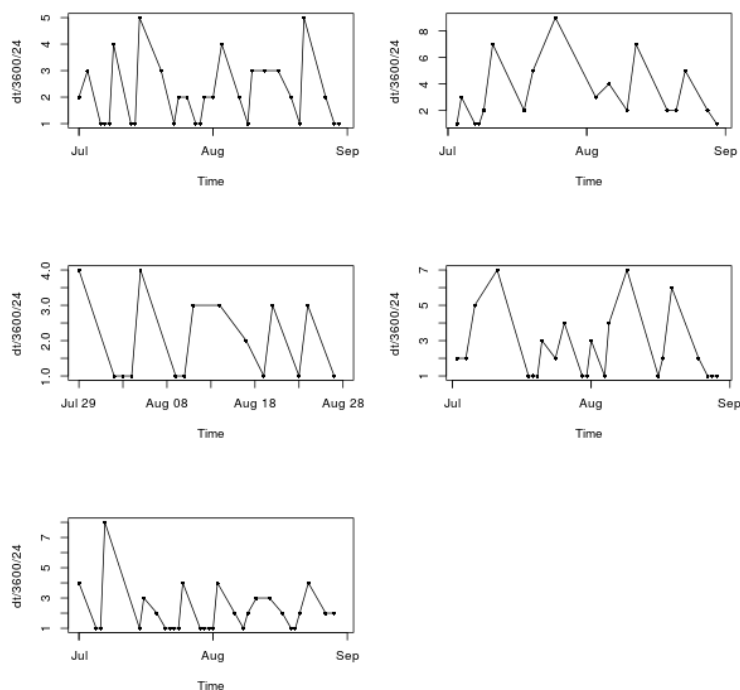 dt/3600/24
5
4
3
2
1
Jul Aug Sep
Time
dt/3600/24
8
6
4
2
Jul Aug Sep
Time
dt/3600/24
4.0
3.0
2.0
1.0
Jul 29 Aug 08 Aug 18 Aug 28
Time
dt/3600/24
7
5
3
1
Jul Aug Sep
Time
dt/3600/24
7
5
3
1
Jul Aug Sep
Time